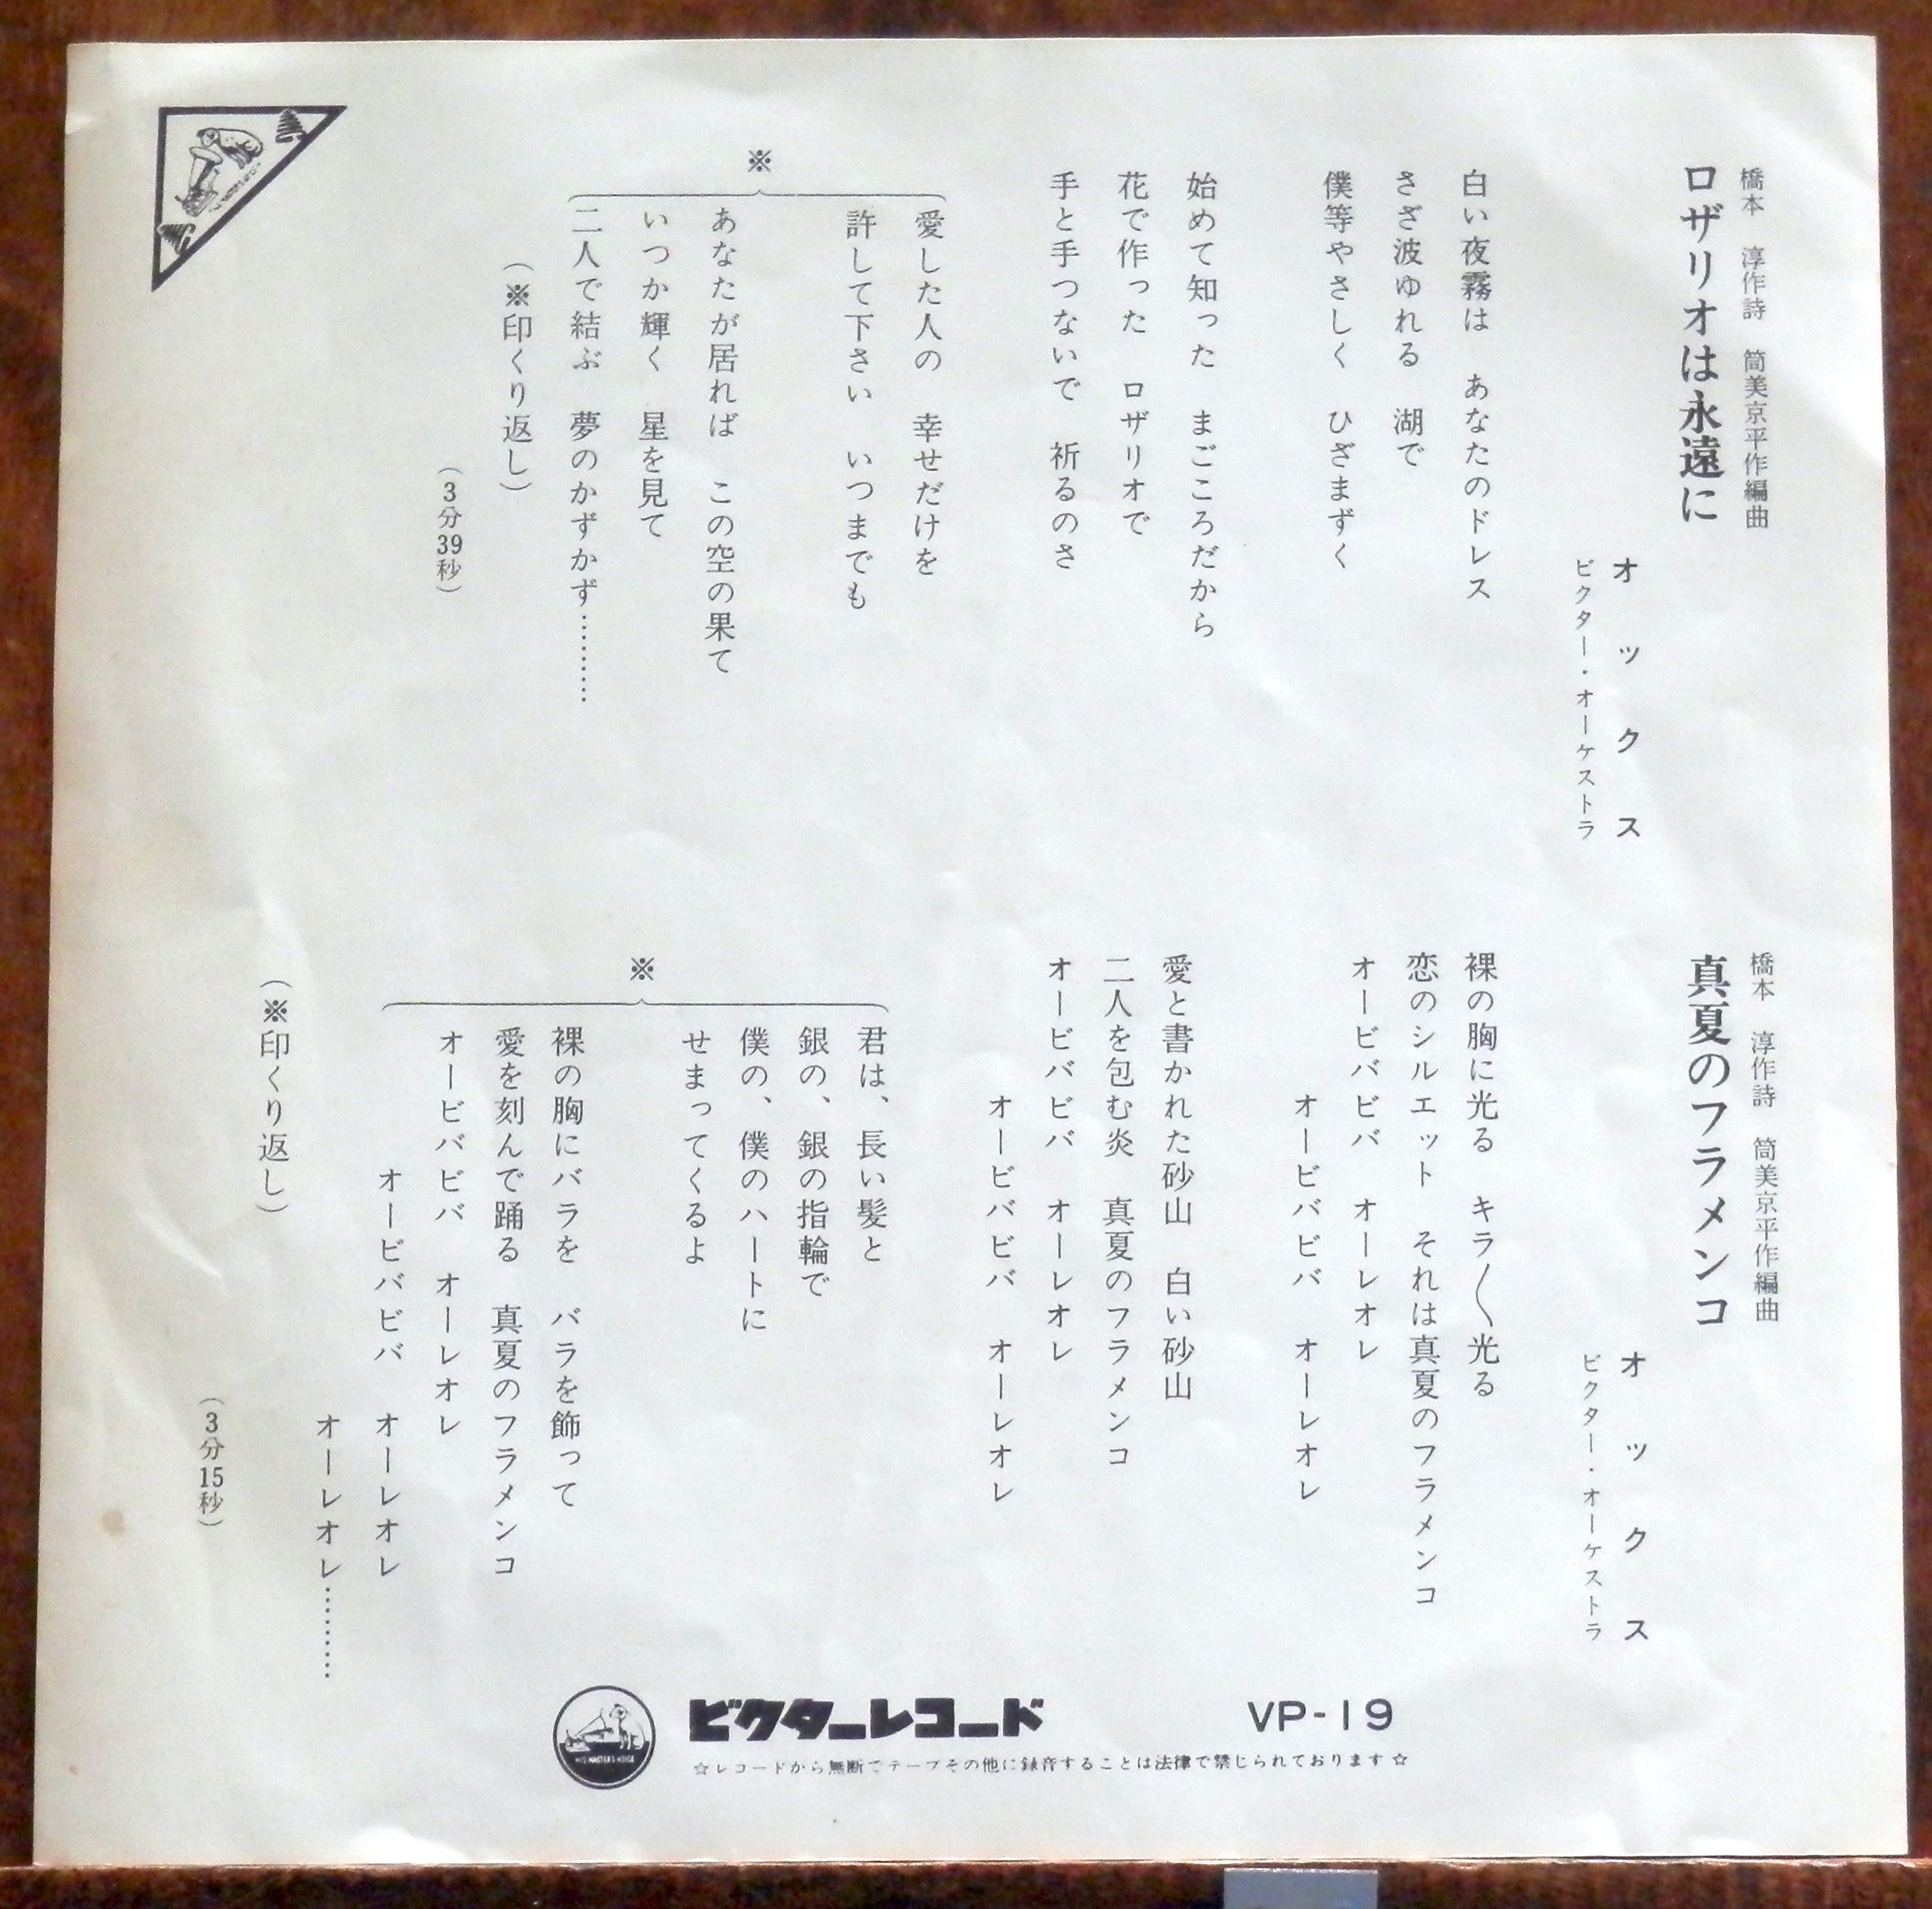 橋本 淳作詩 筒美京平作編曲
ロザリオは永遠に
オックス
ビクター・オーケストラ
白い夜霧は あなたのドレス
さざ波ゆれる 湖で
僕等やさしく ひざまずく
始めて知った まごころだから
花で作った ロザリオで
手と手つないで 祈るのさ
※
愛した人の 幸せだけを
許して下さい いつまでも
あなたが居れば この空の果て
いつか輝く 星を見て
二人で結ぶ 夢のかずかず…………
(※印くり返し)
(3分39秒)
橋本 淳作詩 筒美京平作編曲
真夏のフラメンコ
オックス
ビクター・オーケストラ
裸の胸に光る キラ〱光る
恋のシルエット それは真夏のフラメンコ
オービバビバ オーレオレ
オービバビバ オーレオレ
愛と書かれた砂山 白い砂山
二人を包む炎 真夏のフラメンコ
オービバビバ オーレオレ
オービバビバ オーレオレ
※
君は、長い髪と
銀の、銀の指輪で
僕の、僕のハートに
せまってくるよ
裸の胸にバラを バラを飾って
愛を刻んで踊る 真夏のフラメンコ
オービバビバ オーレオレ
オービバビバ オーレオレ
オーレオレ…………
(※印くり返し)
(3分15秒)
ビクターレコード VP-19
☆レコードから無断でテープその他に録音することは法律で禁じられております☆